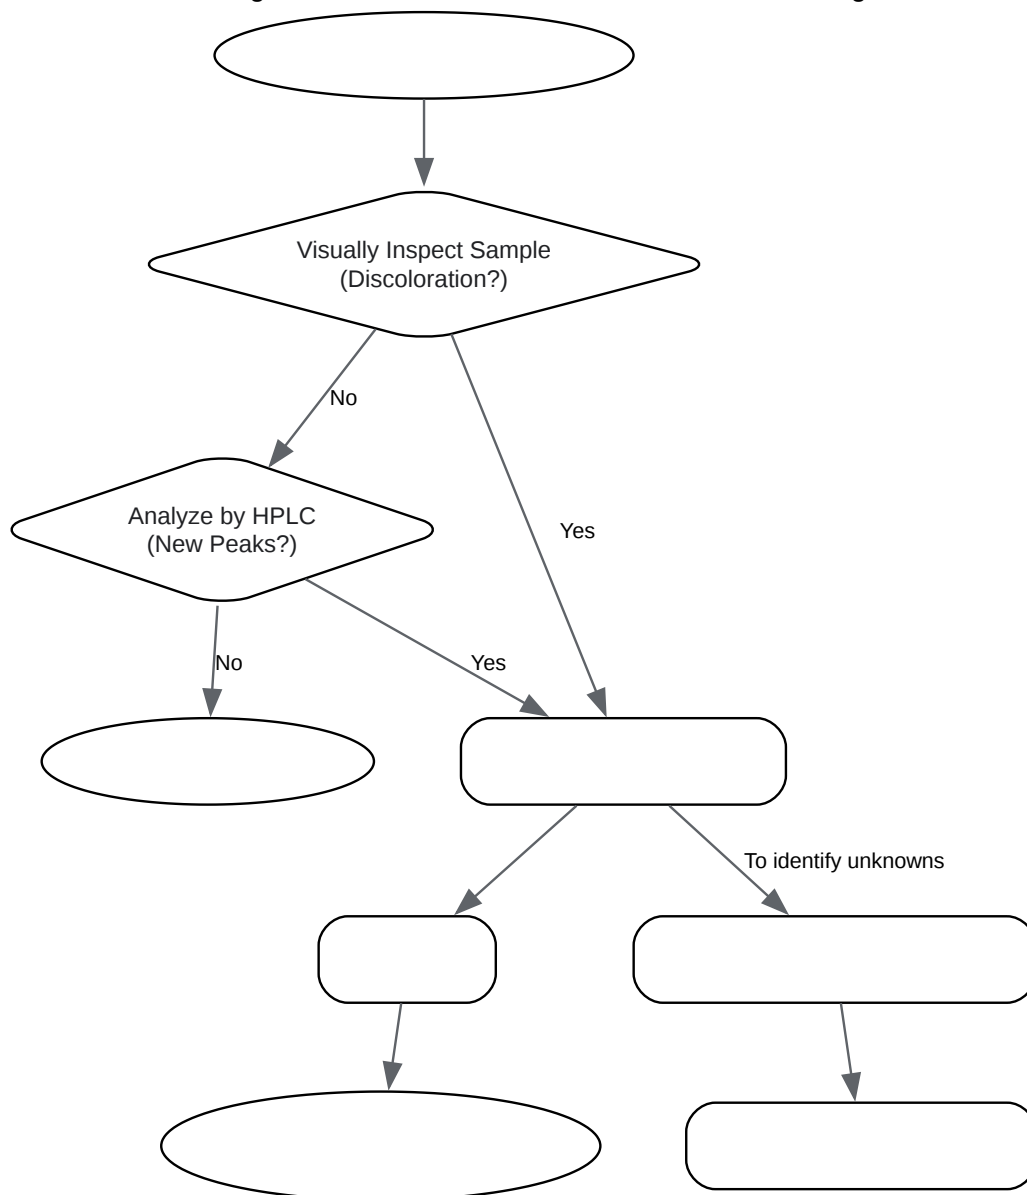 Visually Inspect Sample
(Discoloration?)
No
Analyze by HPLC
(New Peaks?)
Yes
No
Yes
To identify unknowns